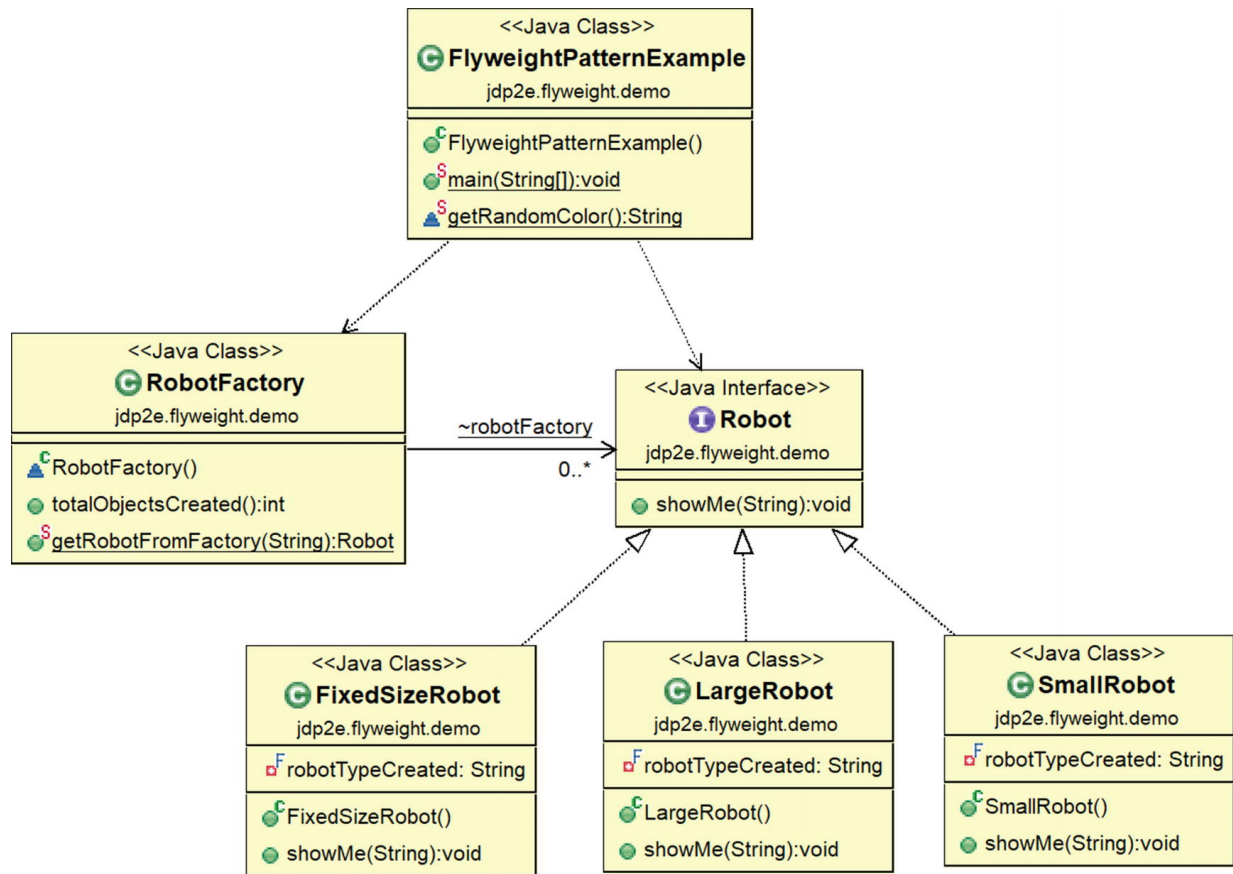 <<Java Class>>
FlyweightPatternExample
jdp2e.flyweight.demo
FlyweightPatternExample()
main(String[]):void
getRandomColor():String
<<Java Class>>
RobotFactory
jdp2e.flyweight.demo
RobotFactory()
totalObjectsCreated():int
getRobotFromFactory(String):Robot
~robotFactory
0..*
<<Java Interface>>
Robot
jdp2e.flyweight.demo
showMe(String):void
<<Java Class>>
FixedSizeRobot
jdp2e.flyweight.demo
robotTypeCreated: String
FixedSizeRobot()
showMe(String):void
<<Java Class>>
LargeRobot
jdp2e.flyweight.demo
robotTypeCreated: String
LargeRobot()
showMe(String):void
<<Java Class>>
SmallRobot
jdp2e.flyweight.demo
robotTypeCreated: String
SmallRobot()
showMe(String):void